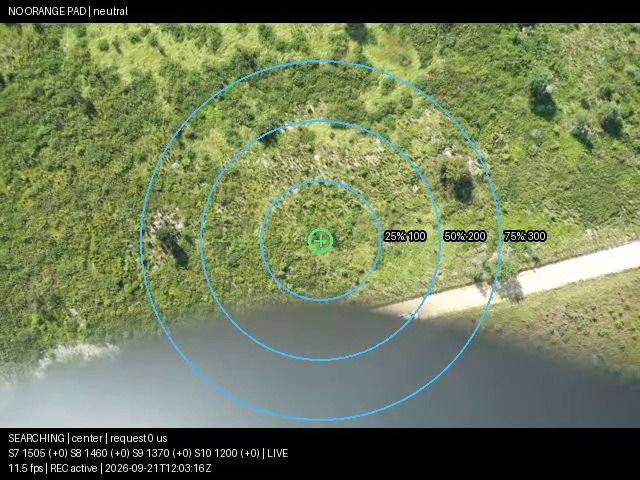 NO ORANGE PAD | neutral
25% 100 50% 200 75% 300
SEARCHING | center | request 0 us
S7 1505 (+0) S8 1460 (+0) S9 1370 (+0) S10 1200 (+0) | LIVE
11.5 fps | REC active | 2026-09-21T12:03:16Z